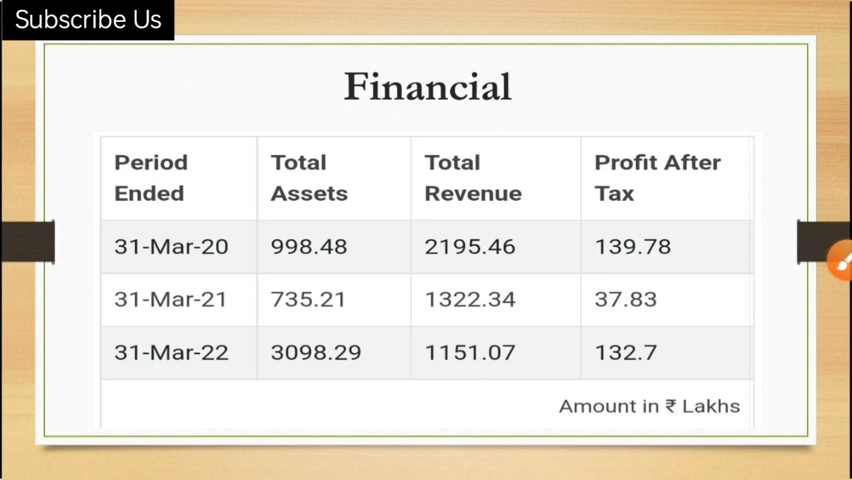 Subscribe Us
Financial
Period Ended Total Assets Total Revenue Profit After Tax
31-Mar-20 998.48 2195.46 139.78
31-Mar-21 735.21 1322.34 37.83
31-Mar-22 3098.29 1151.07 132.7
Amount in ₹ Lakhs